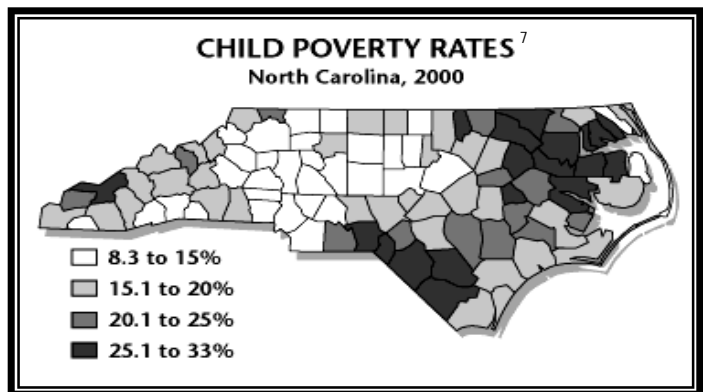 CHILD POVERTY RATES 7
North Carolina, 2000
8.3 to 15%
15.1 to 20%
20.1 to 25%
25.1 to 33%